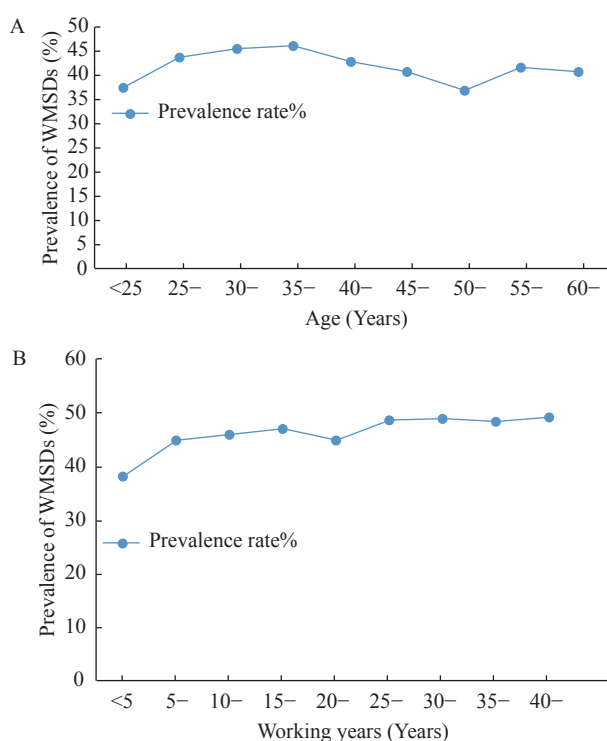 A
Prevalence of WMSDs (%)
50
45
40
35
30
25
20
15
10
5
0
Prevalence rate%
<25 25− 30− 35− 40− 45− 50− 55− 60−
Age (Years)
B
Prevalence of WMSDs (%)
60
50
40
30
20
10
0
Prevalence rate%
<5 5− 10− 15− 20− 25− 30− 35− 40−
Working years (Years)